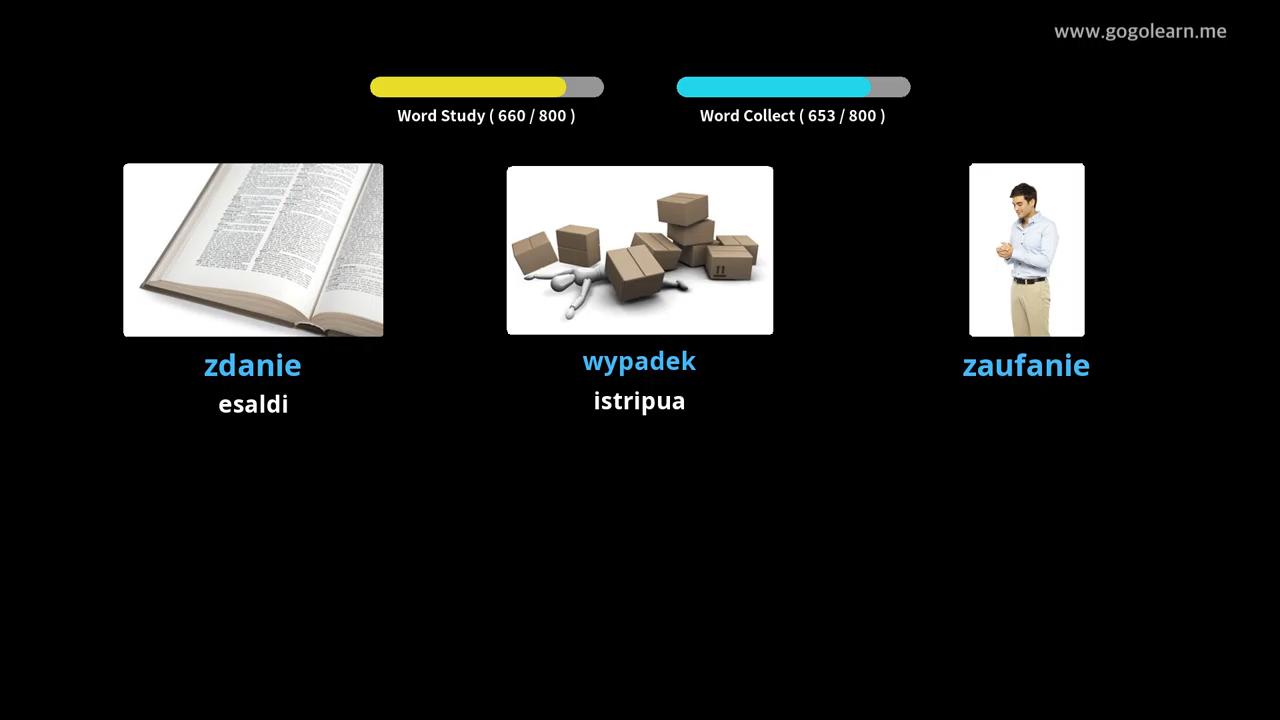 www.gogolearn.me
Word Study ( 660 / 800 )
Word Collect ( 653 / 800 )
zdanie
esaldi
wypadek
istripua
zaufanie